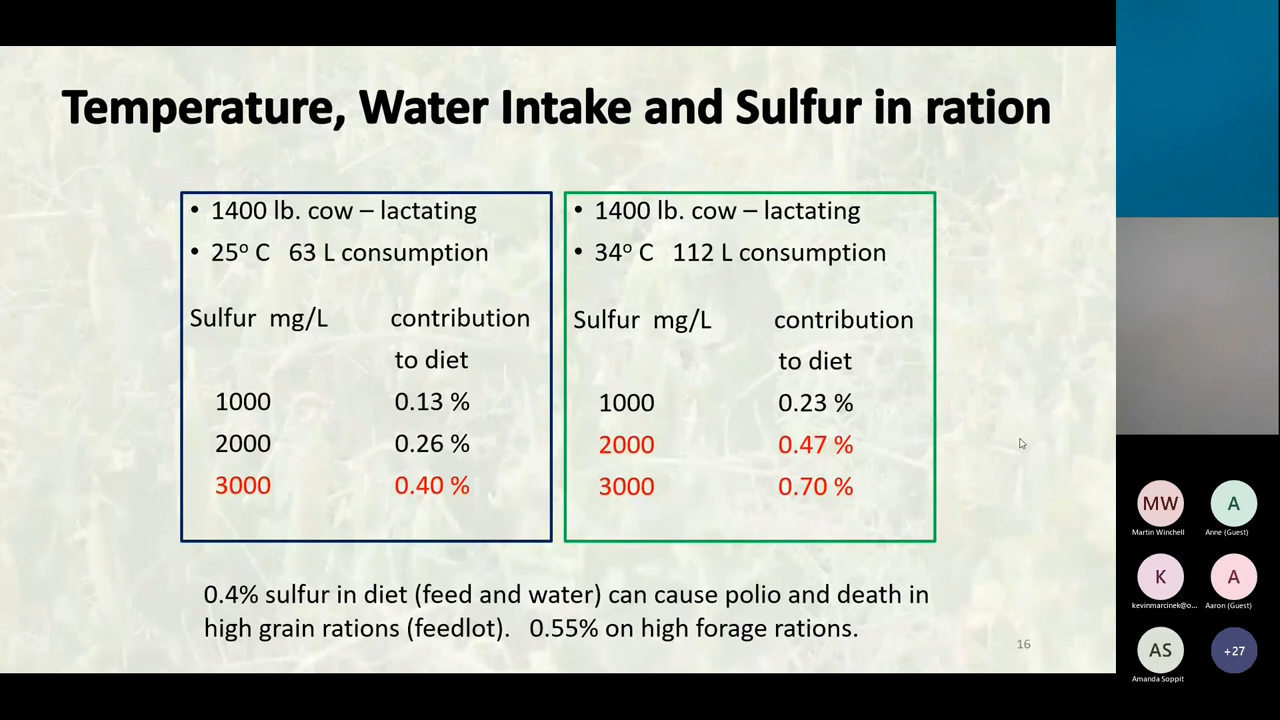 Temperature, Water Intake and Sulfur in ration
• 1400 lb. cow – lactating
• 25° C 63 L consumption
Sulfur mg/L contribution
to diet
1000 0.13 %
2000 0.26 %
3000 0.40 %
• 1400 lb. cow – lactating
• 34° C 112 L consumption
Sulfur mg/L contribution
to diet
1000 0.23 %
2000 0.47 %
3000 0.70 %
0.4% sulfur in diet (feed and water) can cause polio and death in
high grain rations (feedlot). 0.55% on high forage rations.
16
MW A
Martin Winchell Anne (Guest)
K A
kevinmarcinek@o... Aaron (Guest)
AS +27
Amanda Soppit